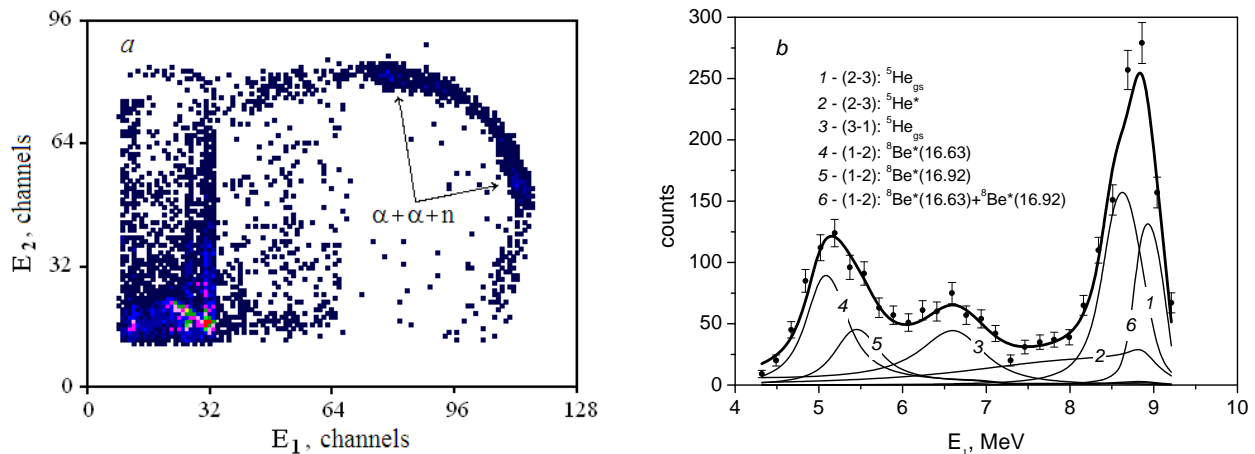 a
96
64
32
0
E2, channels
α+α+n
0
32
64
96
128
E1, channels
b
300
250
200
150
100
50
0
counts
1 - (2-3): ⁵He_gs
2 - (2-3): ⁵He*
3 - (3-1): ⁵He_gs
4 - (1-2): ⁸Be*(16.63)
5 - (1-2): ⁸Be*(16.92)
6 - (1-2): ⁸Be*(16.63)+⁸Be*(16.92)
4
5
3
2
6
1
4
5
6
7
8
9
10
MeV